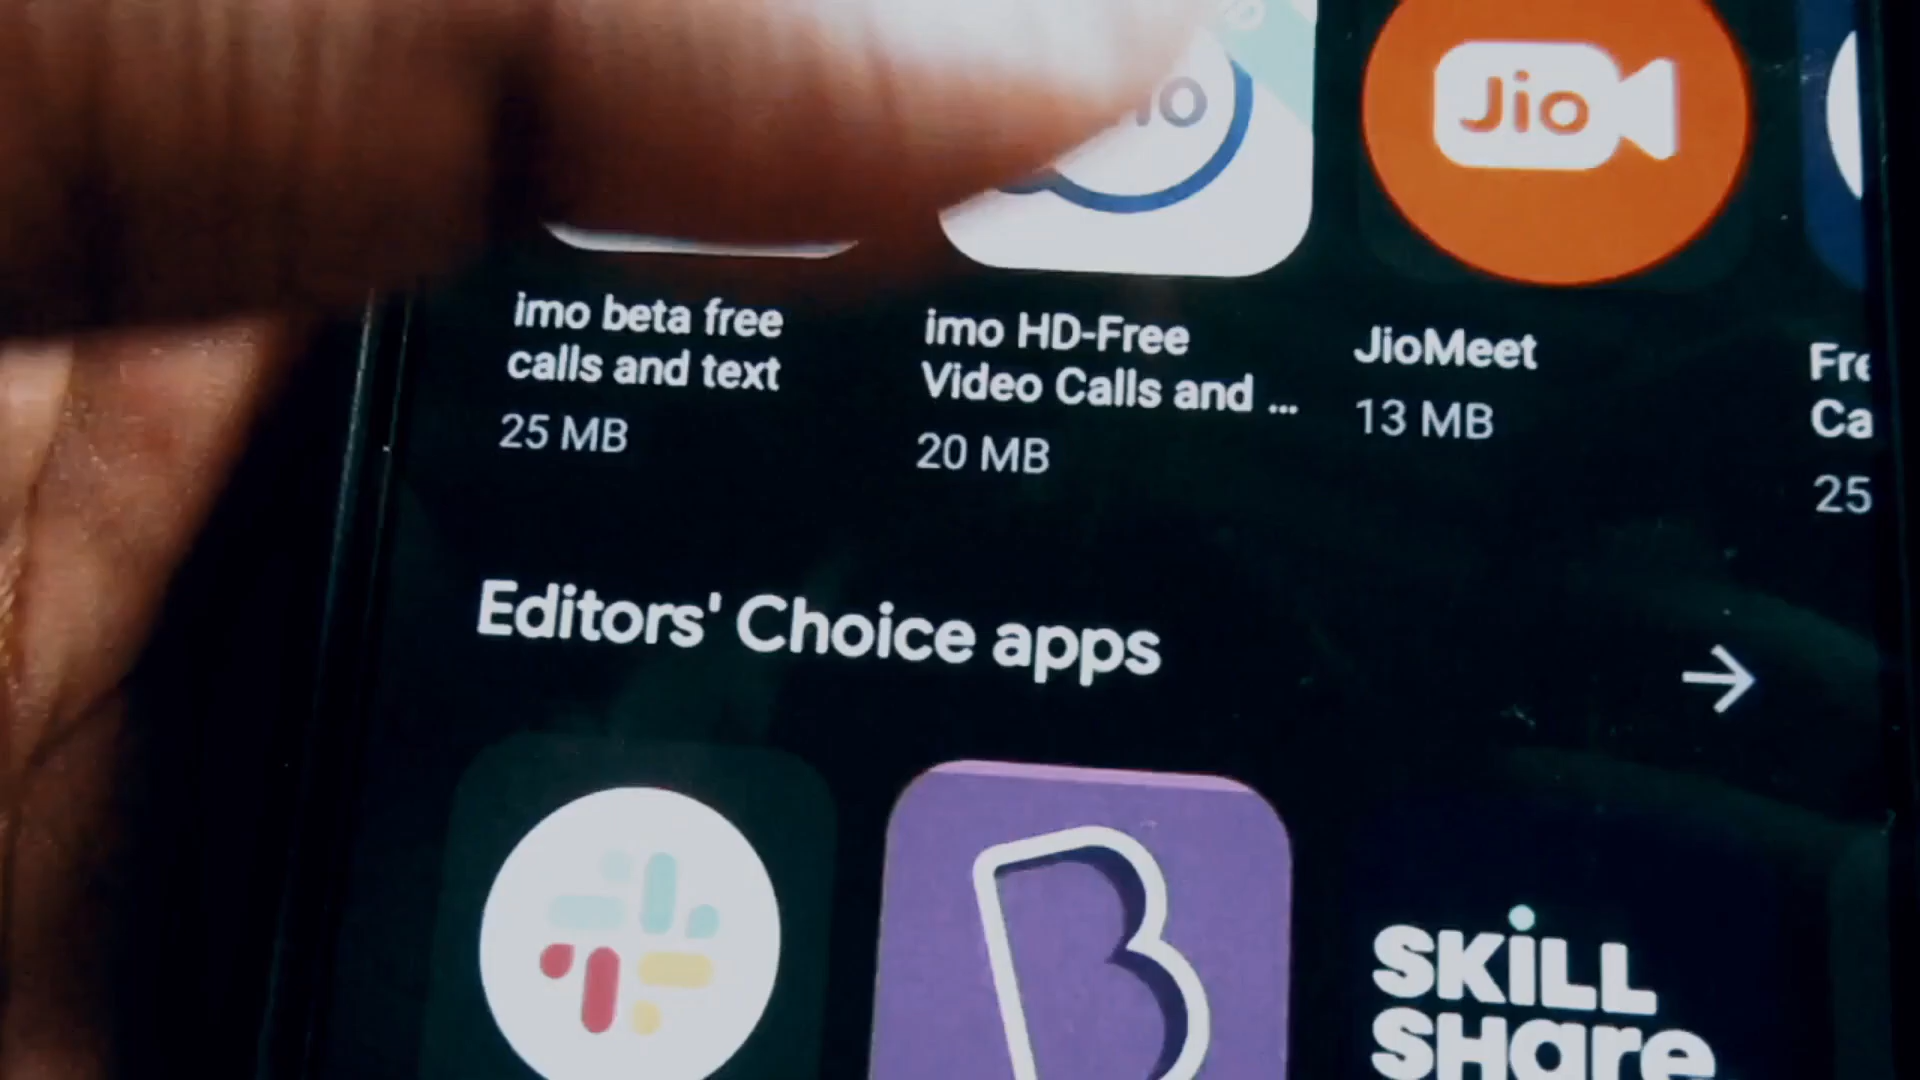 Jio
imo beta free
calls and text
25 MB
imo HD-Free
Video Calls and ...
20 MB
JioMeet
13 MB
25
Editors' Choice apps
SKiLL
SHare